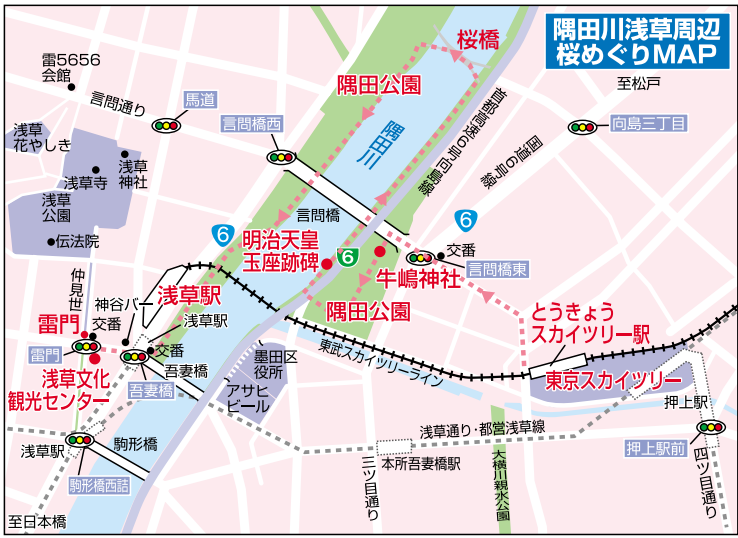 隅田川浅草周辺
桜めぐりMAP
桜橋
至松戸
雷5656
会館
隅田公園
言問通り
馬道
言問橋西
首都高速6号向島線
国道6号線
向島三丁目
浅草
花やしき
隅田川
浅草
神社
浅草寺
浅草
公園
伝法院
言問橋
6
6
明治天皇
玉座跡碑
6
交番
牛嶋神社
言問橋東
仲見世
神谷バー
浅草駅
隅田公園
とうきょう
スカイツリー駅
雷門
交番
浅草駅
雷門
交番
吾妻橋
吾妻橋
墨田区
役所
東武スカイツリーライン
東京スカイツリー
浅草文化
観光センター
アサヒ
ビール
押上駅
浅草駅
駒形橋
浅草通り・都営浅草線
押上駅前
本所吾妻橋駅
三ツ目通り
大横川親水公園
四ツ目通り
駒形橋西詰
至日本橋